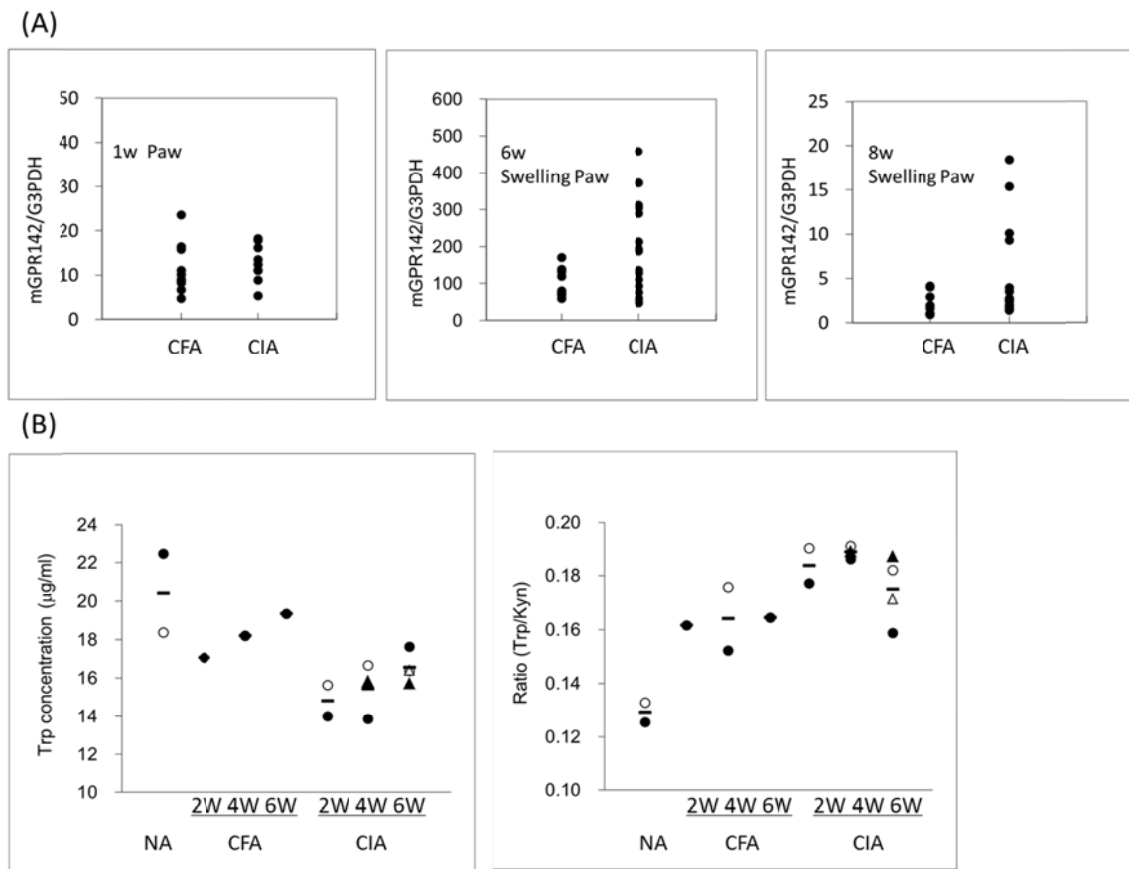 (A)
50
40
30
20
10
0
mGPR142/G3PDH
1w Paw
CFA CIA
600
500
400
300
200
100
0
mGPR142/G3PDH
6w
Swelling Paw
CFA CIA
25
20
15
10
5
0
mGPR142/G3PDH
8w
Swelling Paw
CFA CIA
(B)
24
22
20
18
16
14
12
10
Trp concentration (μg/ml)
2W 4W 6W 2W 4W 6W
NA CFA CIA
0.20
0.18
0.16
0.14
0.12
0.10
Ratio (Trp/Kyn)
2W 4W 6W 2W 4W 6W
NA CFA CIA